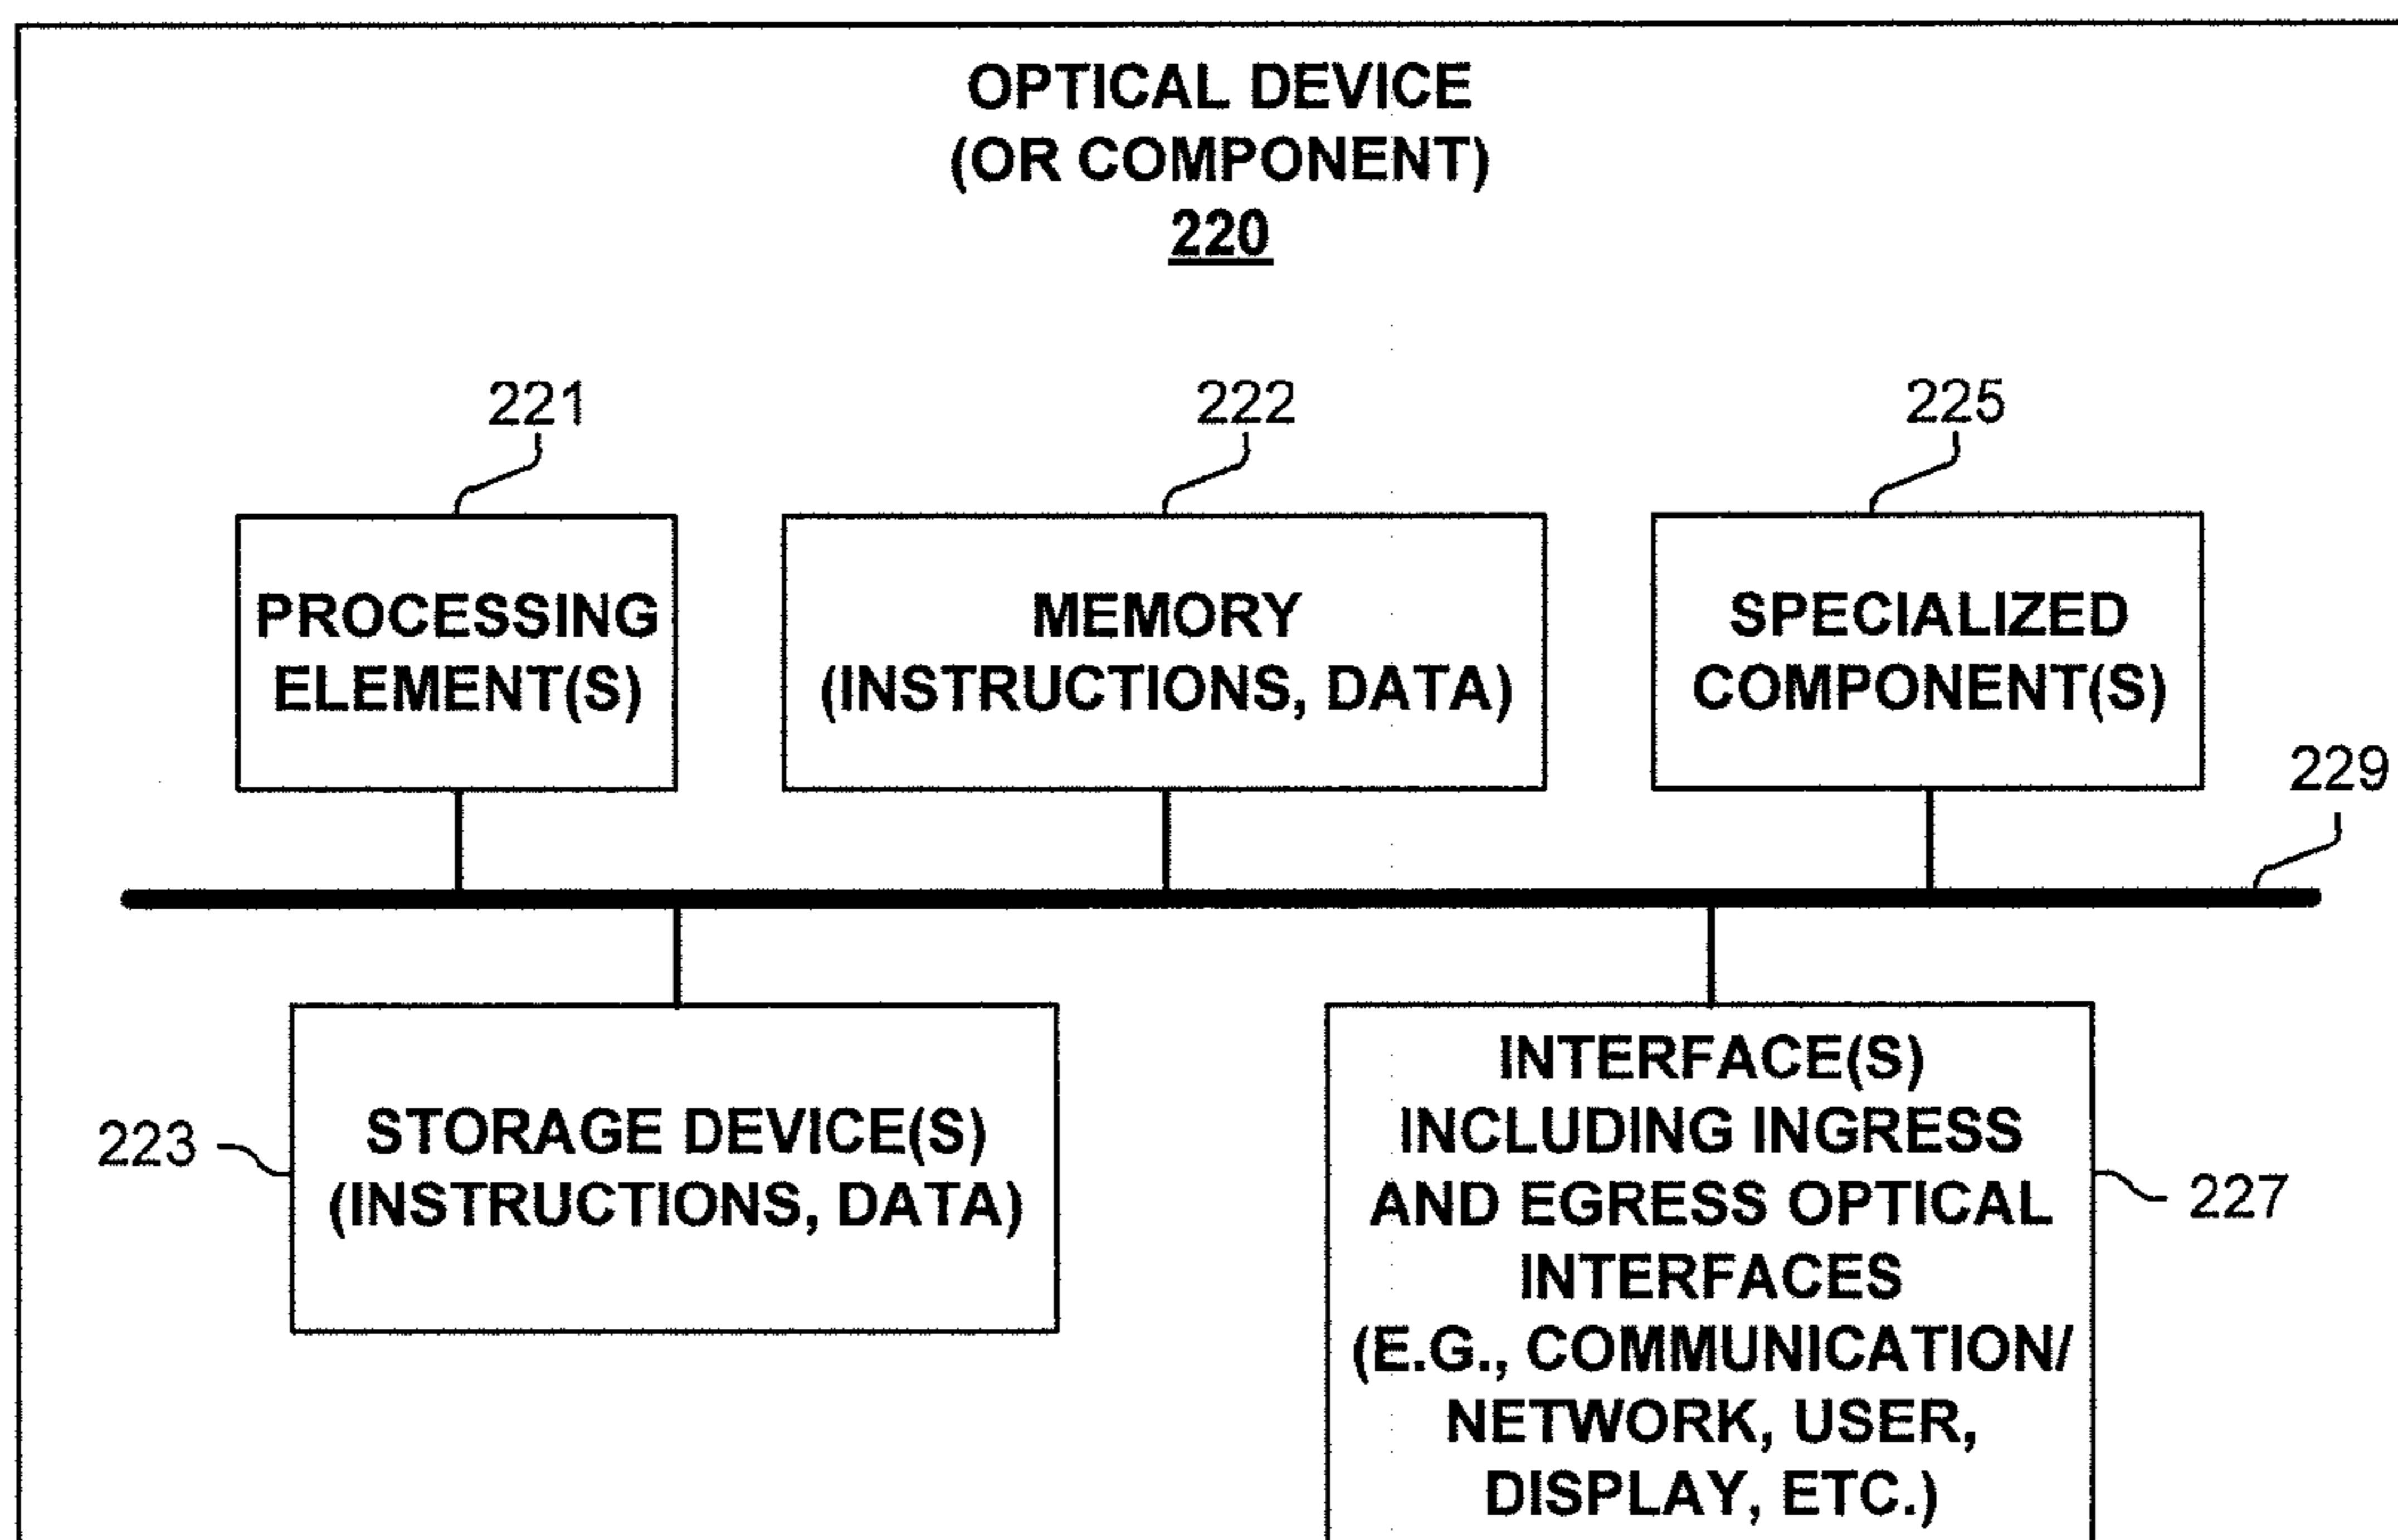 OPTICAL DEVICE
(OR COMPONENT)
220
221
222
225
PROCESSING
ELEMENT(S)
MEMORY
(INSTRUCTIONS, DATA)
SPECIALIZED
COMPONENT(S)
229
223
STORAGE DEVICE(S)
(INSTRUCTIONS, DATA)
INTERFACE(S)
INCLUDING INGRESS
AND EGRESS OPTICAL
INTERFACES
(E.G., COMMUNICATION/
NETWORK, USER,
DISPLAY, ETC.)
227